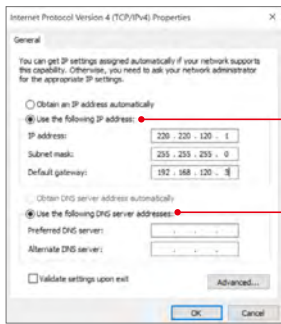 Internet Protocol Version 4 (TCP/IPv4) Properties
General
You can get IP settings assigned automatically if your network supports
this capability. Otherwise, you need to ask your network administrator
for the appropriate IP settings.
Obtain an IP address automatically
Use the following IP address:
IP address: 220 . 220 . 120 . 1
Subnet mask: 255 . 255 . 255 . 0
Default gateway: 192 . 168 . 120 . 3
Obtain DNS server address automatically
Use the following DNS server addresses:
Preferred DNS server: . . .
Alternate DNS server: . . .
Validate settings upon exit
Advanced...
OK Cancel